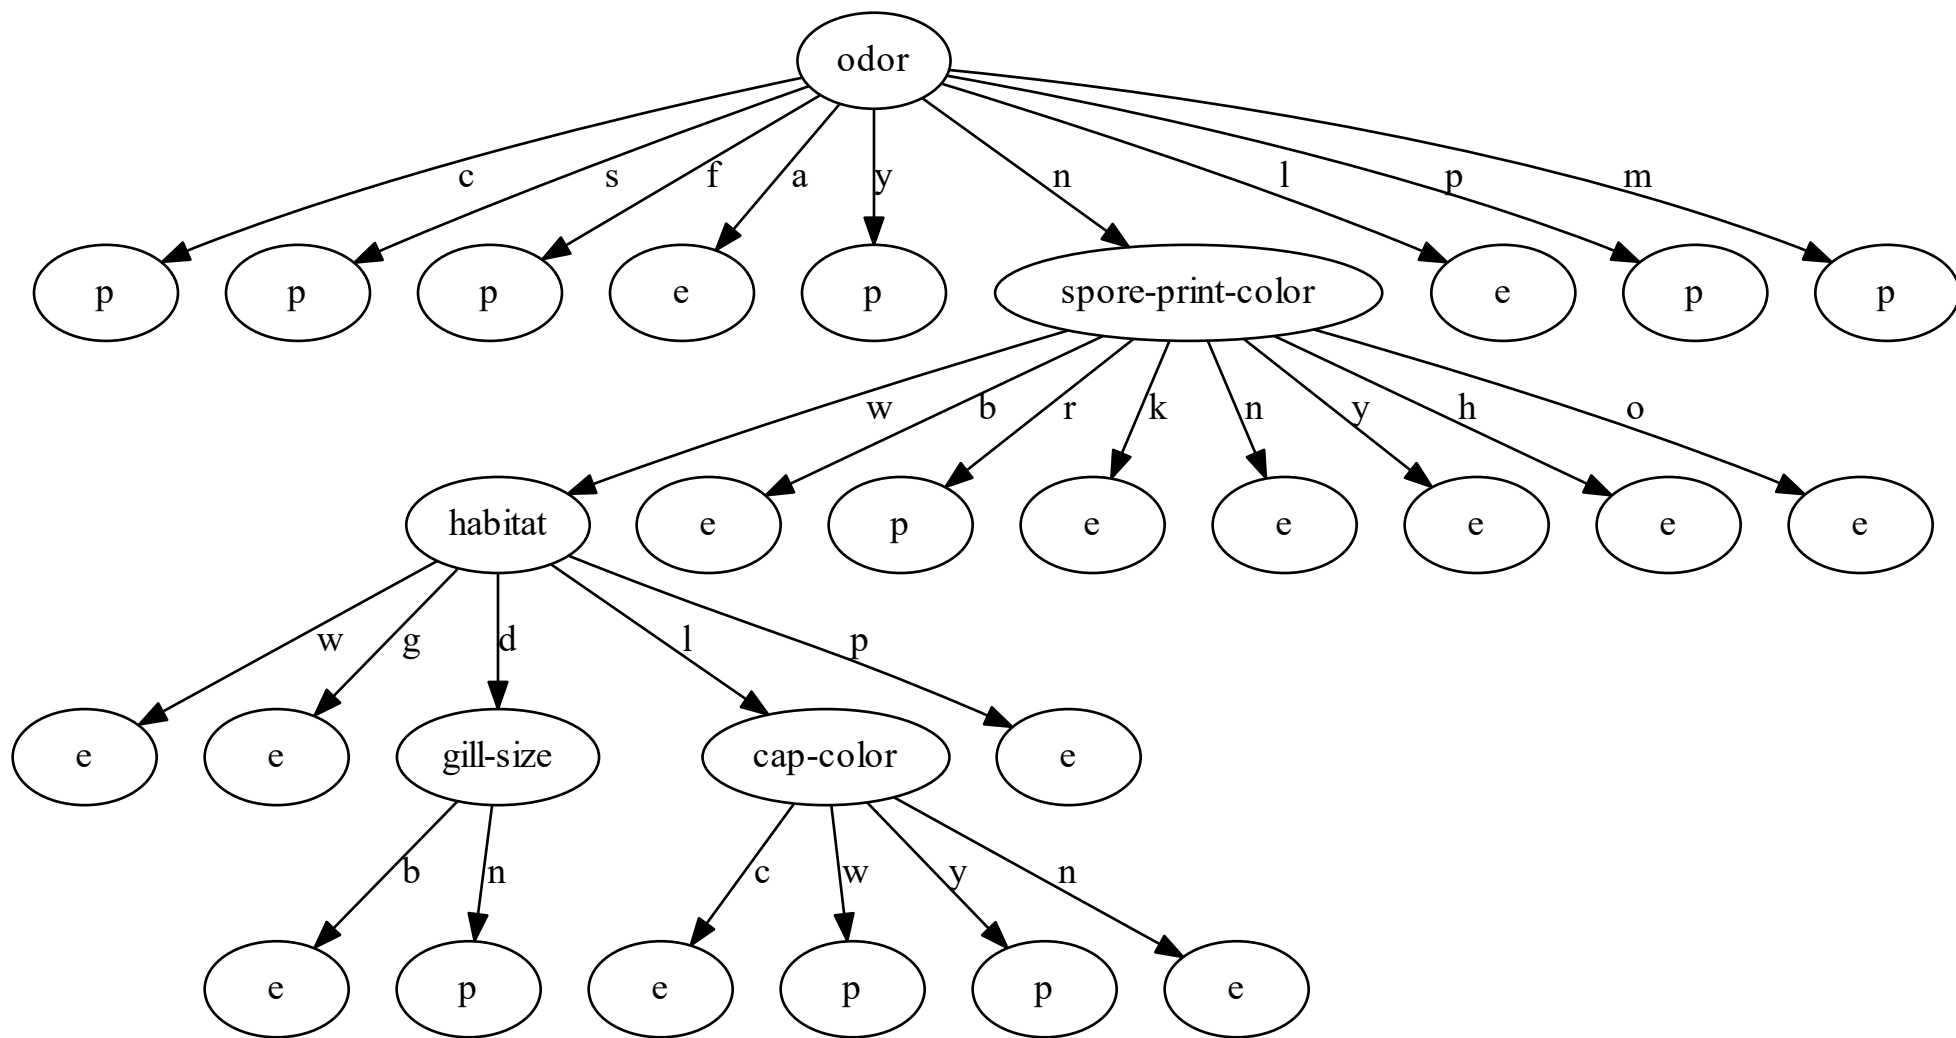 odor
c s f a y n l p m
p p p e p spore-print-color e p p
w b r k n y h o
habitat e p e e e e e
w g d l p
e e gill-size cap-color e
b n c w y n
e p e p p e